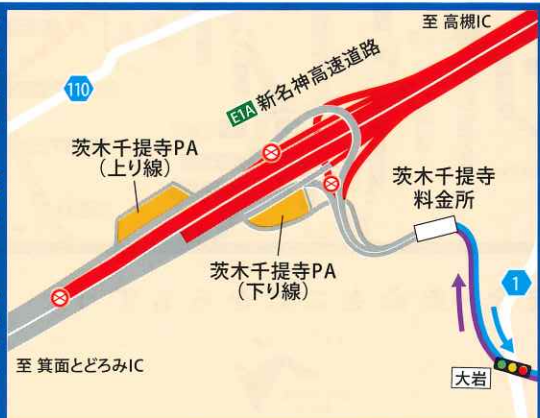 至 高槻IC
110
E1A 新名神高速道路
茨木千提寺PA
(上り線)
茨木千提寺
料金所
茨木千提寺PA
(下り線)
1
至 箕面とどろみIC
大岩